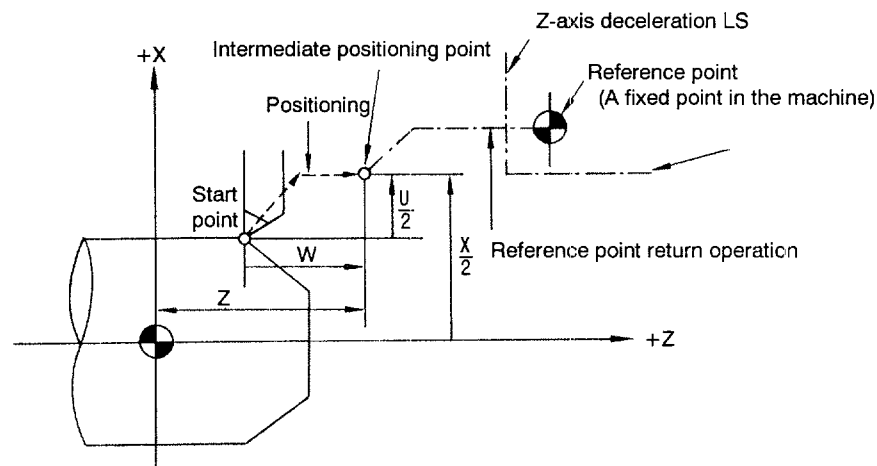 Z-axis deceleration LS
Intermediate positioning point
+X
Reference point
(A fixed point in the machine)
Positioning
Start
point
U
2
X
2
Reference point return operation
W
Z
+Z